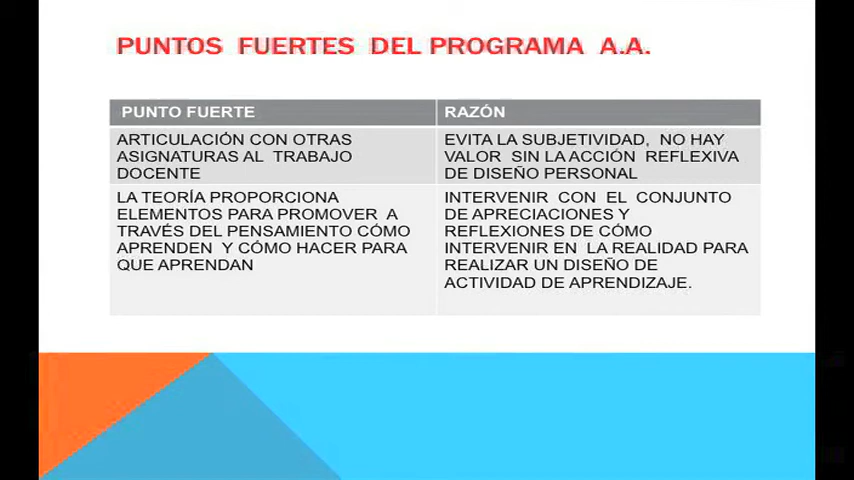 PUNTOS FUERTES DEL PROGRAMA A.A.
PUNTO FUERTE
RAZÓN
ARTICULACIÓN CON OTRAS
ASIGNATURAS AL TRABAJO
DOCENTE
EVITA LA SUBJETIVIDAD, NO HAY
VALOR SIN LA ACCIÓN REFLEXIVA
DE DISEÑO PERSONAL
LA TEORÍA PROPORCIONA
ELEMENTOS PARA PROMOVER A
TRAVÉS DEL PENSAMIENTO CÓMO
APRENDEN Y CÓMO HACER PARA
QUE APRENDAN
INTERVENIR CON EL CONJUNTO
DE APRECIACIONES Y
REFLEXIONES DE CÓMO
INTERVENIR EN LA REALIDAD PARA
REALIZAR UN DISEÑO DE
ACTIVIDAD DE APRENDIZAJE.